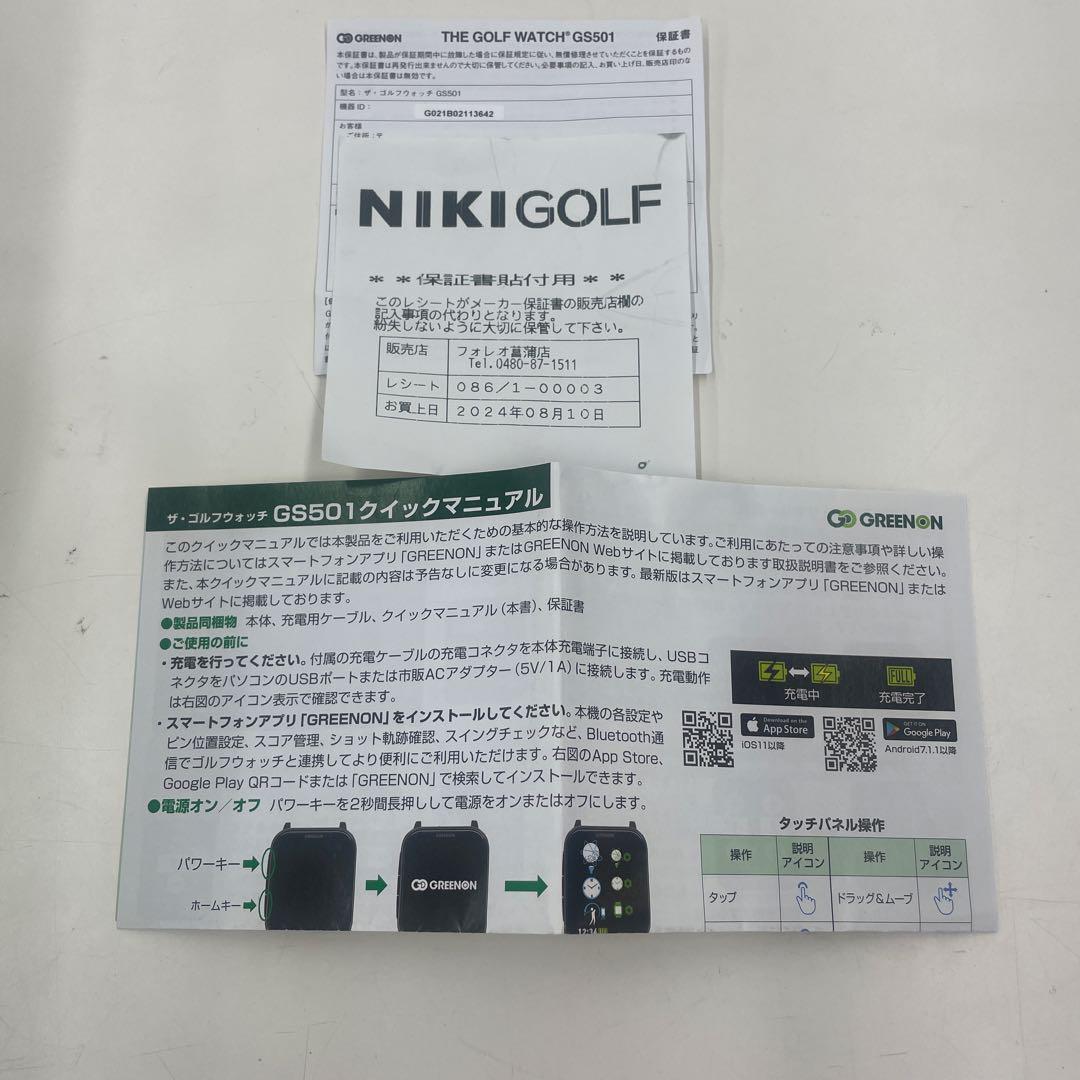 GREENON THE GOLF WATCH® GS501 保証書
本保証書は、製品が保証期間中に故障した場合に保証規定に従い、無償修理させていただくことを保証するもの
です。本保証書は再発行出来ませんので大切に保管してください。必要事項の記入、お買い上げ日、販売店印のな
い場合は本保証書は無効です。
型名：ザ・ゴルフウォッチ GS501
機器 ID： G021B02113642
お客様
ご住所：〒
NIKIGOLF
＊＊保証書貼付用＊＊
このレシートがメーカー保証書の販売店欄の
記入事項の代わりとなります。
紛失しないように大切に保管して下さい。
販売店 フォレオ菖蒲店
Tel.0480-87-1511
レシート 086／1－00003
お買上日 2024年08月10日
ザ・ゴルフウォッチ GS501クイックマニュアル
GREENON
このクイックマニュアルでは本製品をご利用いただくための基本的な操作方法を説明しています。ご利用にあたっての注意事項や詳しい操
作方法についてはスマートフォンアプリ「GREENON」またはGREENON Webサイトに掲載しております取扱説明書をご参照ください。
また、本クイックマニュアルに記載の内容は予告なしに変更になる場合があります。最新版はスマートフォンアプリ「GREENON」または
Webサイトに掲載しております。
●製品同梱物 本体、充電用ケーブル、クイックマニュアル（本書）、保証書
●ご使用の前に
・充電を行ってください。付属の充電ケーブルの充電コネクタを本体充電端子に接続し、USBコ
ネクタをパソコンのUSBポートまたは市販ACアダプター（5V/1A）に接続します。充電動作
は右図のアイコン表示で確認できます。
・スマートフォンアプリ「GREENON」をインストールしてください。本機の各設定や
ピン位置設定、スコア管理、ショット軌跡確認、スイングチェックなど、Bluetooth通
信でゴルフウォッチと連携してより便利にご利用いただけます。右図のApp Store、
Google Play QRコードまたは「GREENON」で検索してインストールできます。
FULL
充電中 充電完了
Download on the
App Store
iOS11以降
GET IT ON
Google Play
Android7.1.1以降
●電源オン／オフ パワーキーを2秒間長押しして電源をオンまたはオフにします。
パワーキー
ホームキー
GREENON
12:34
タッチパネル操作
操作 説明アイコン 操作 説明アイコン
タップ ドラッグ＆ムーブ